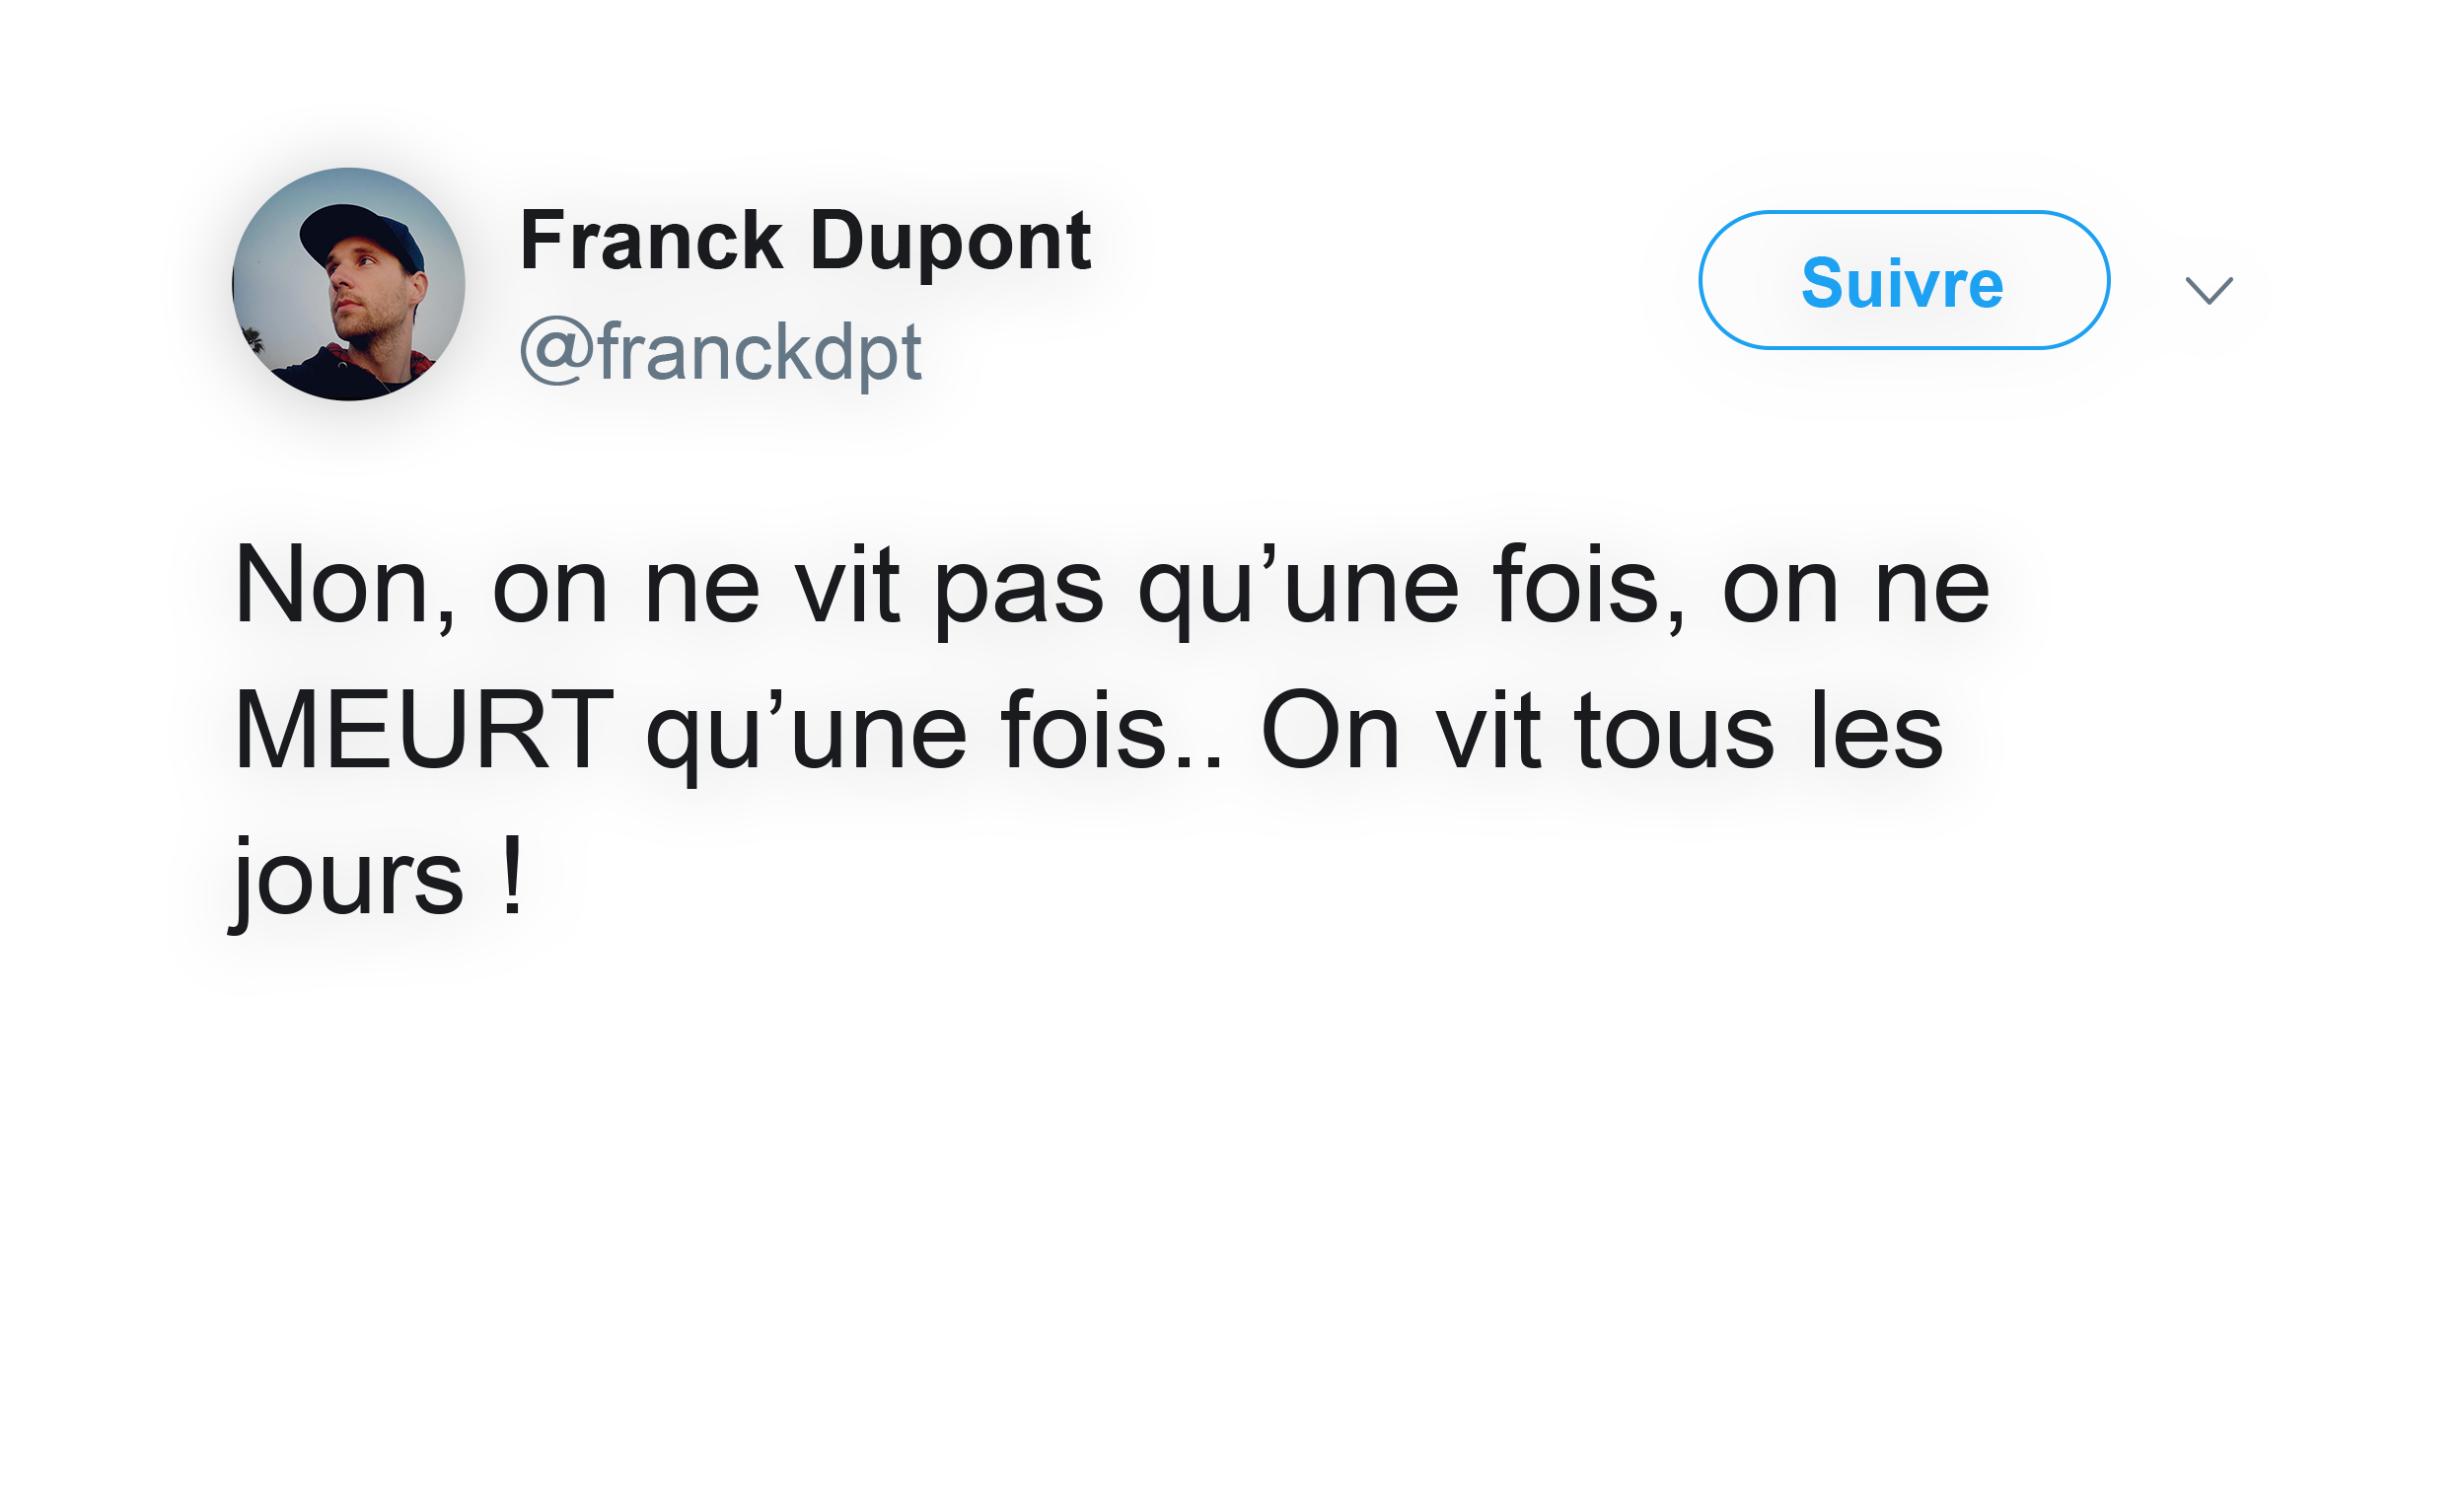 Franck Dupont
@franckdpt
Suivre
Non, on ne vit pas qu’une fois, on ne
MEURT qu’une fois.. On vit tous les
jours !